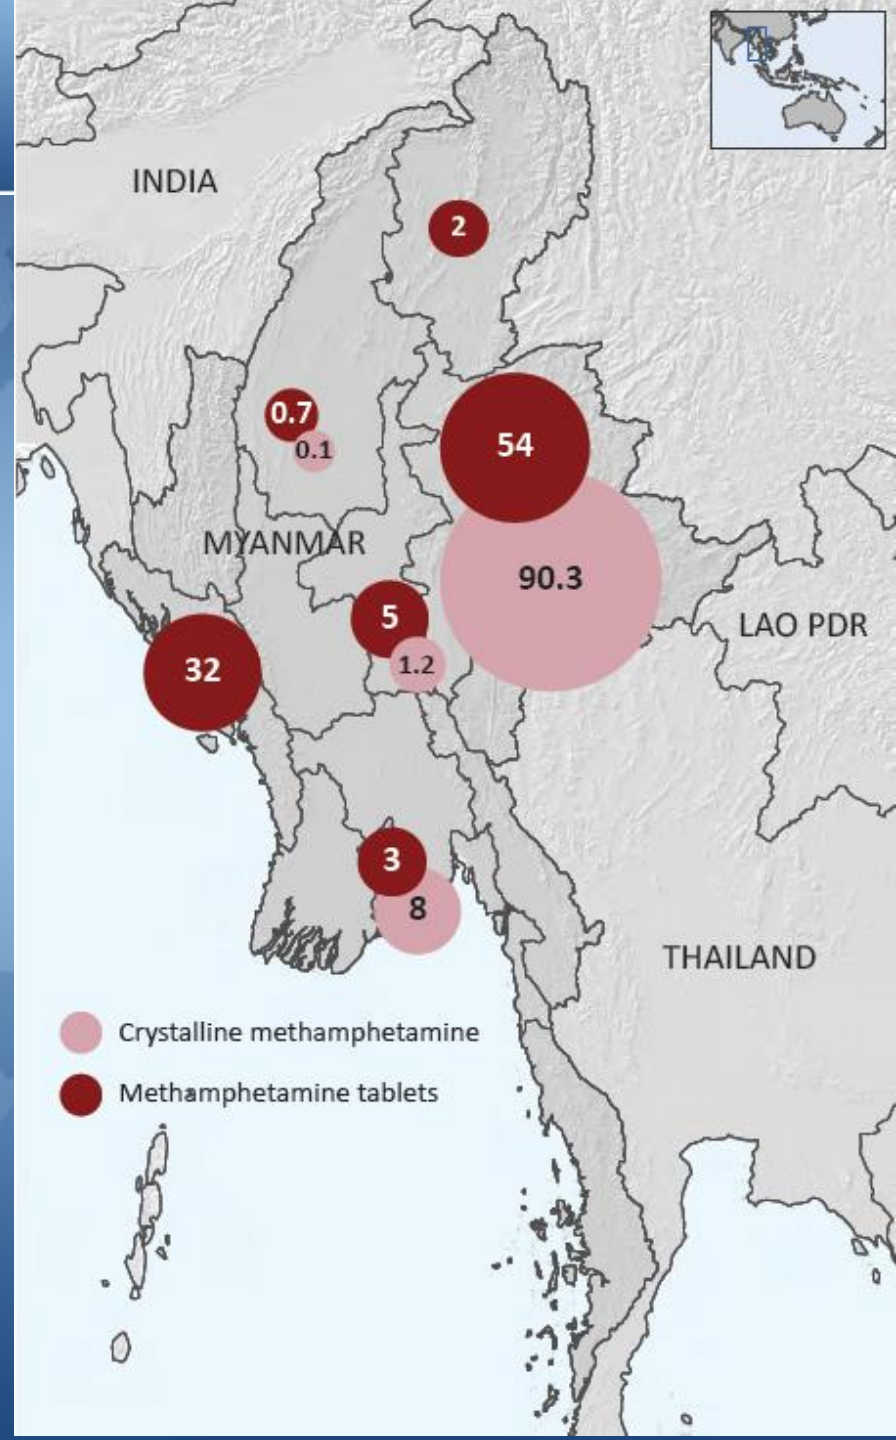 INDIA
2
0.7
0.1
54
MYANMAR
90.3
5
1.2
LAO PDR
32
3
8
THAILAND
Crystalline methamphetamine
Methamphetamine tablets